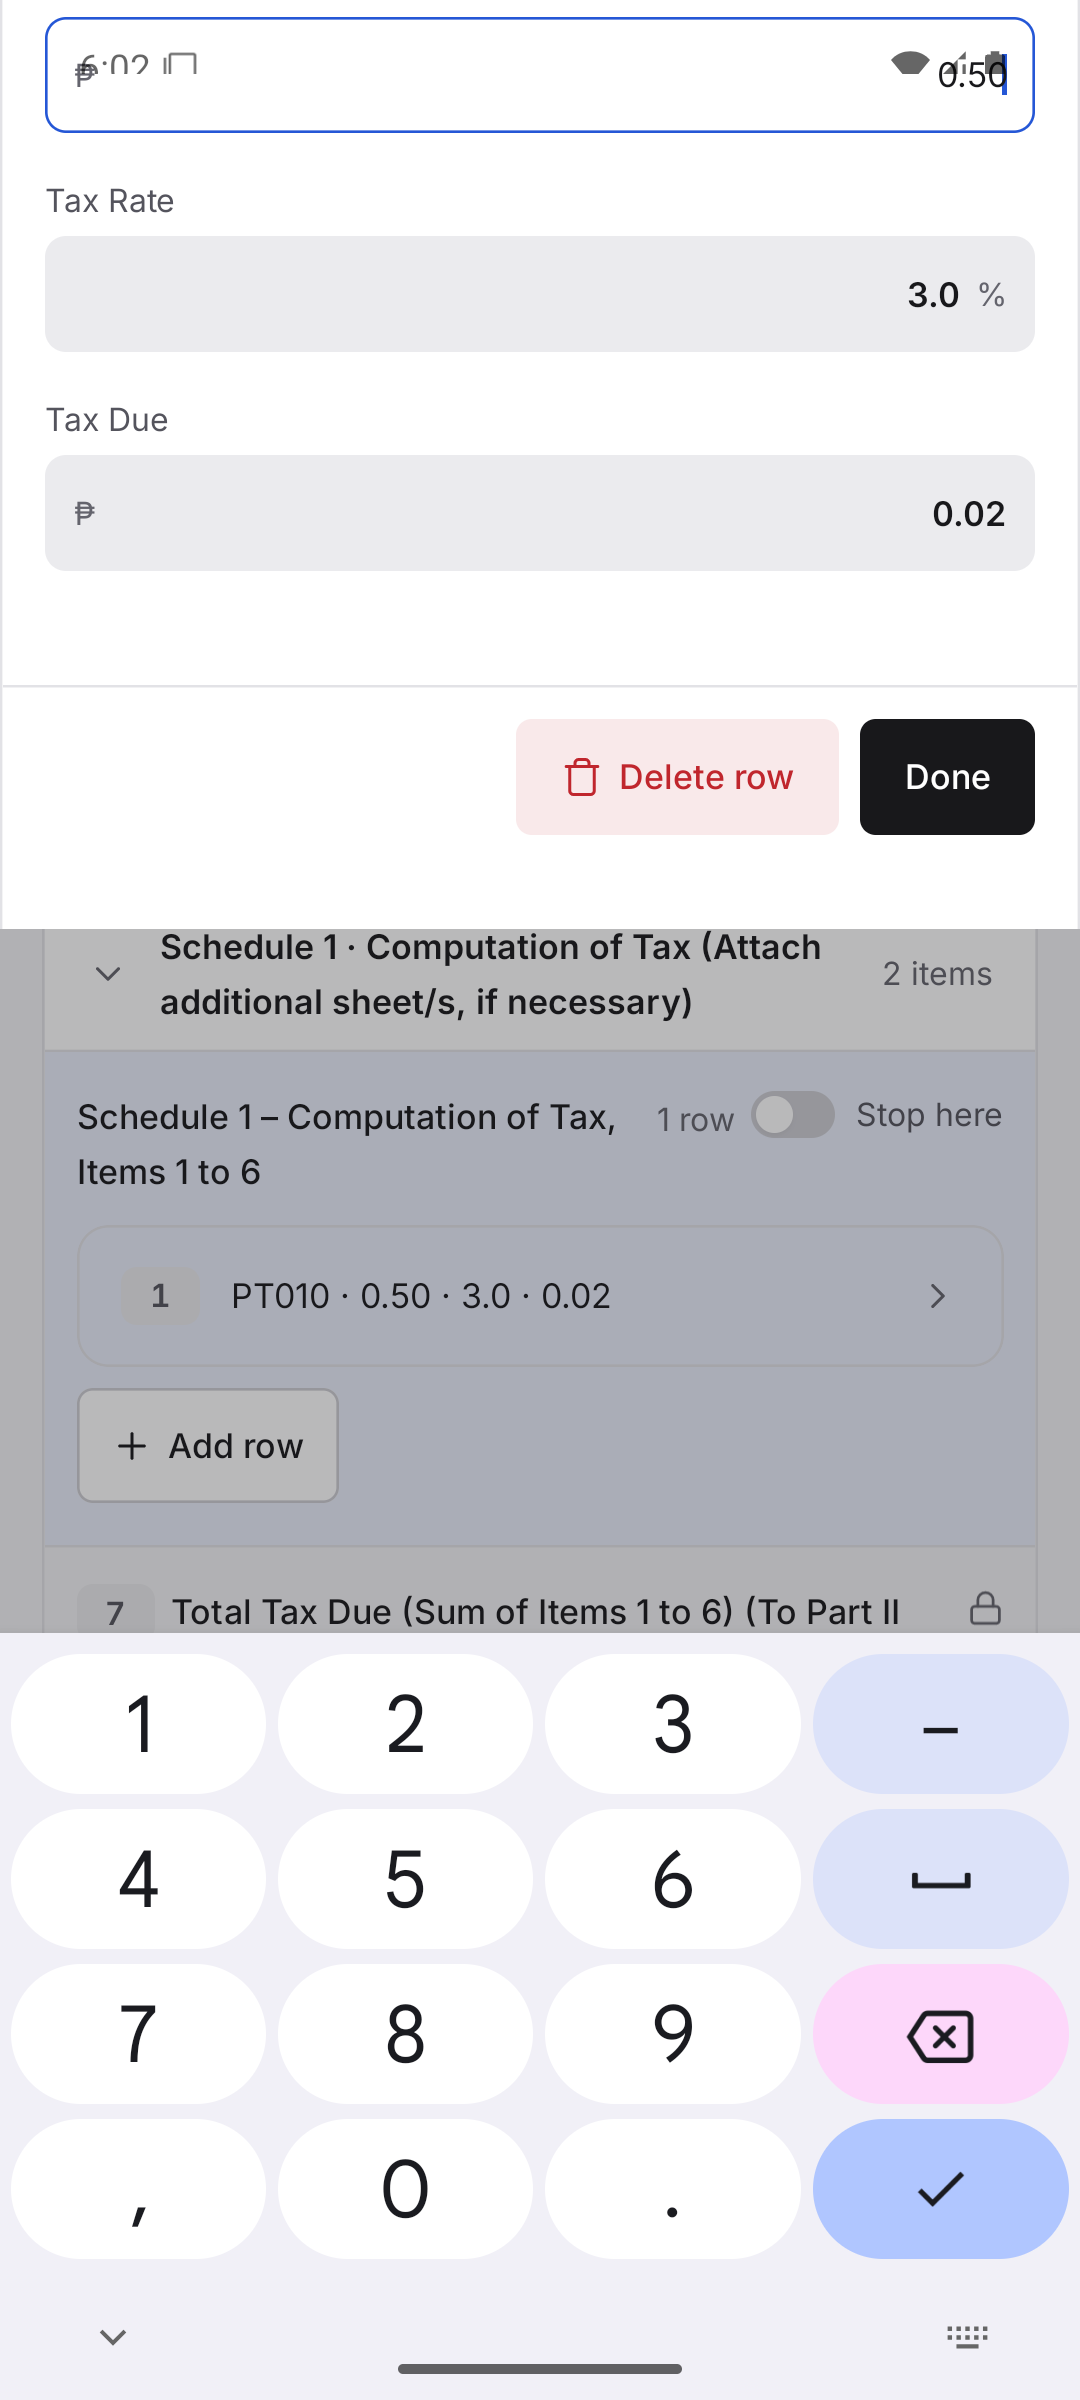 6:02
₱ 0.50
Tax Rate
3.0 %
Tax Due
₱ 0.02
Delete row
Done
Schedule 1 · Computation of Tax (Attach
additional sheet/s, if necessary)
2 items
Schedule 1 – Computation of Tax,
Items 1 to 6
1 row
Stop here
1 PT010 · 0.50 · 3.0 · 0.02
+ Add row
7 Total Tax Due (Sum of Items 1 to 6) (To Part II
1 2 3 –
4 5 6
7 8 9
, 0 .